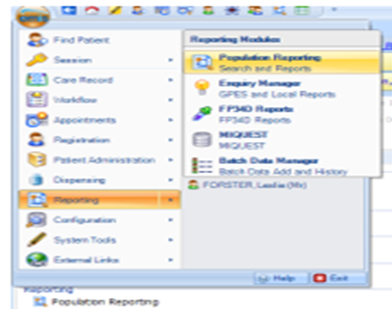 Find Patient
Session
Care Record
Workflow
Appointments
Registration
Patient Administration
Dispensing
Reporting
Configuration
System Tools
External Links
Reporting Modules
Population Reporting
Search and Reports
Enquiry Manager
GPES and Local Reports
FP34D Reports
FP34D Reports
MIQUEST
MIQUEST
Batch Data Manager
Batch Data Add and History
FORSTER, Leslie (Mr)
Help
Exit
Reporting
Population Reporting